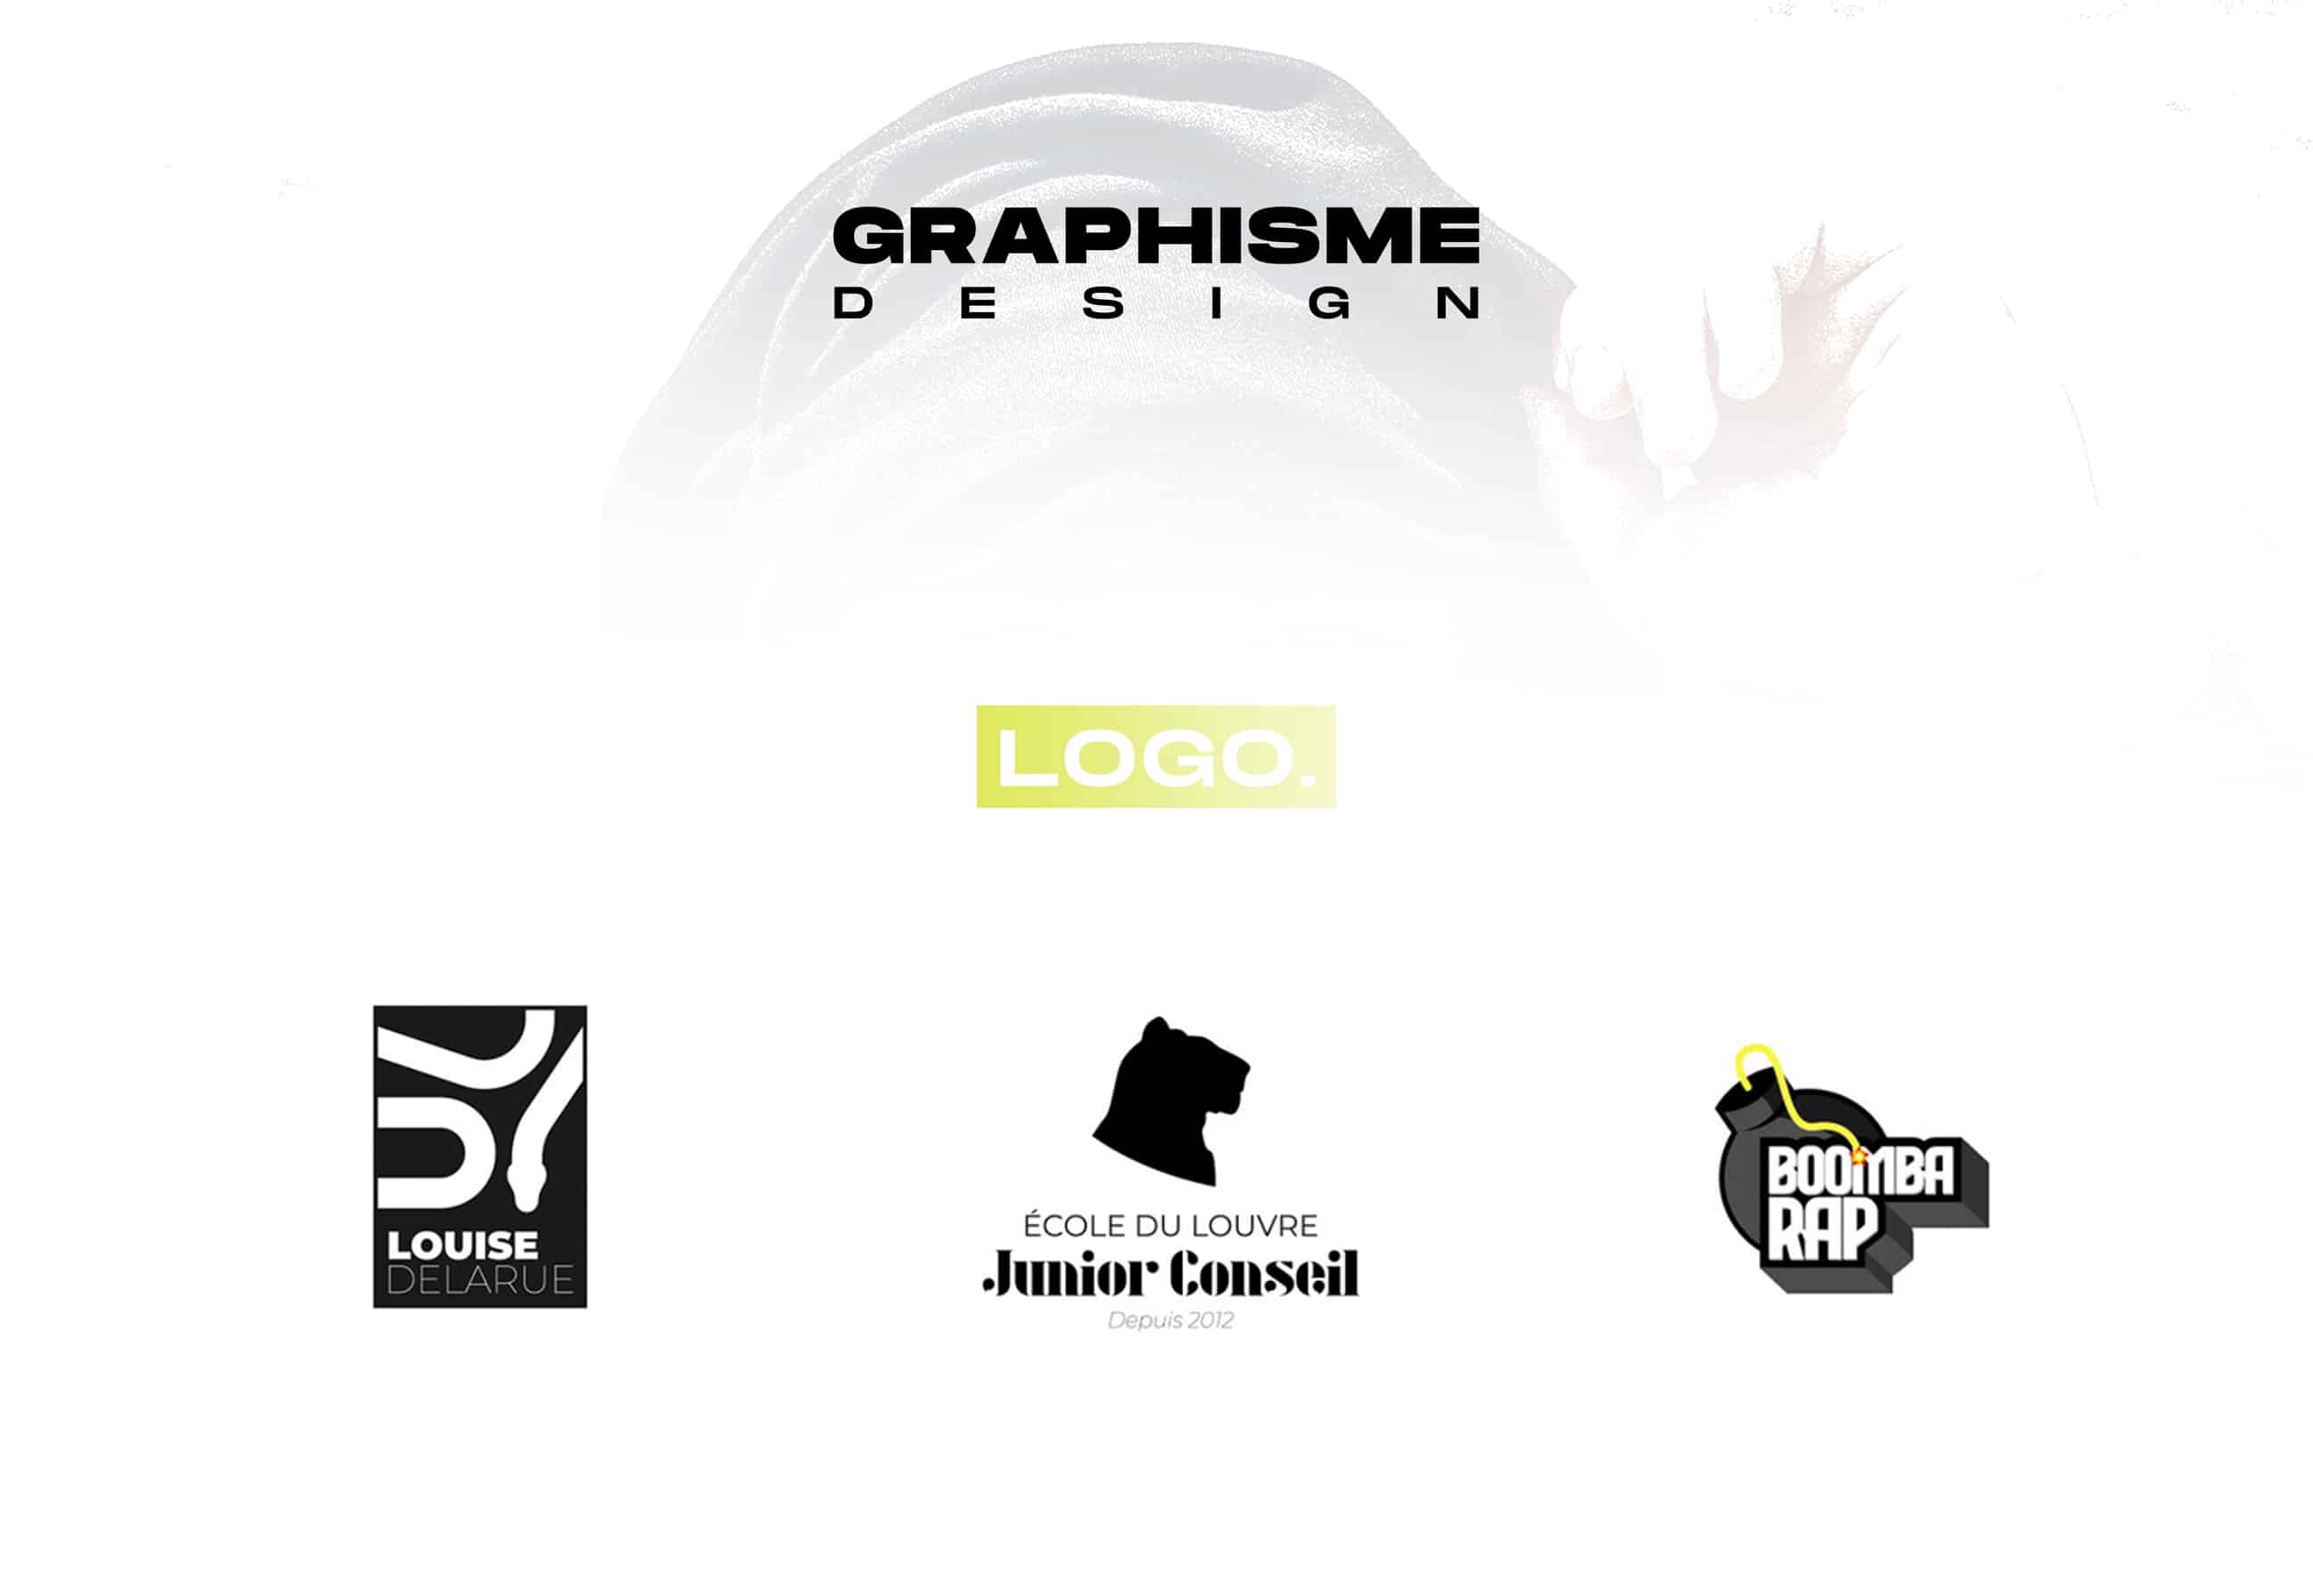 GRAPHISME
DESIGN
LOGO.
LOUISE
DELARUE
ÉCOLE DU LOUVRE
Junior Conseil
Depuis 2012
BOOMBA
RAP